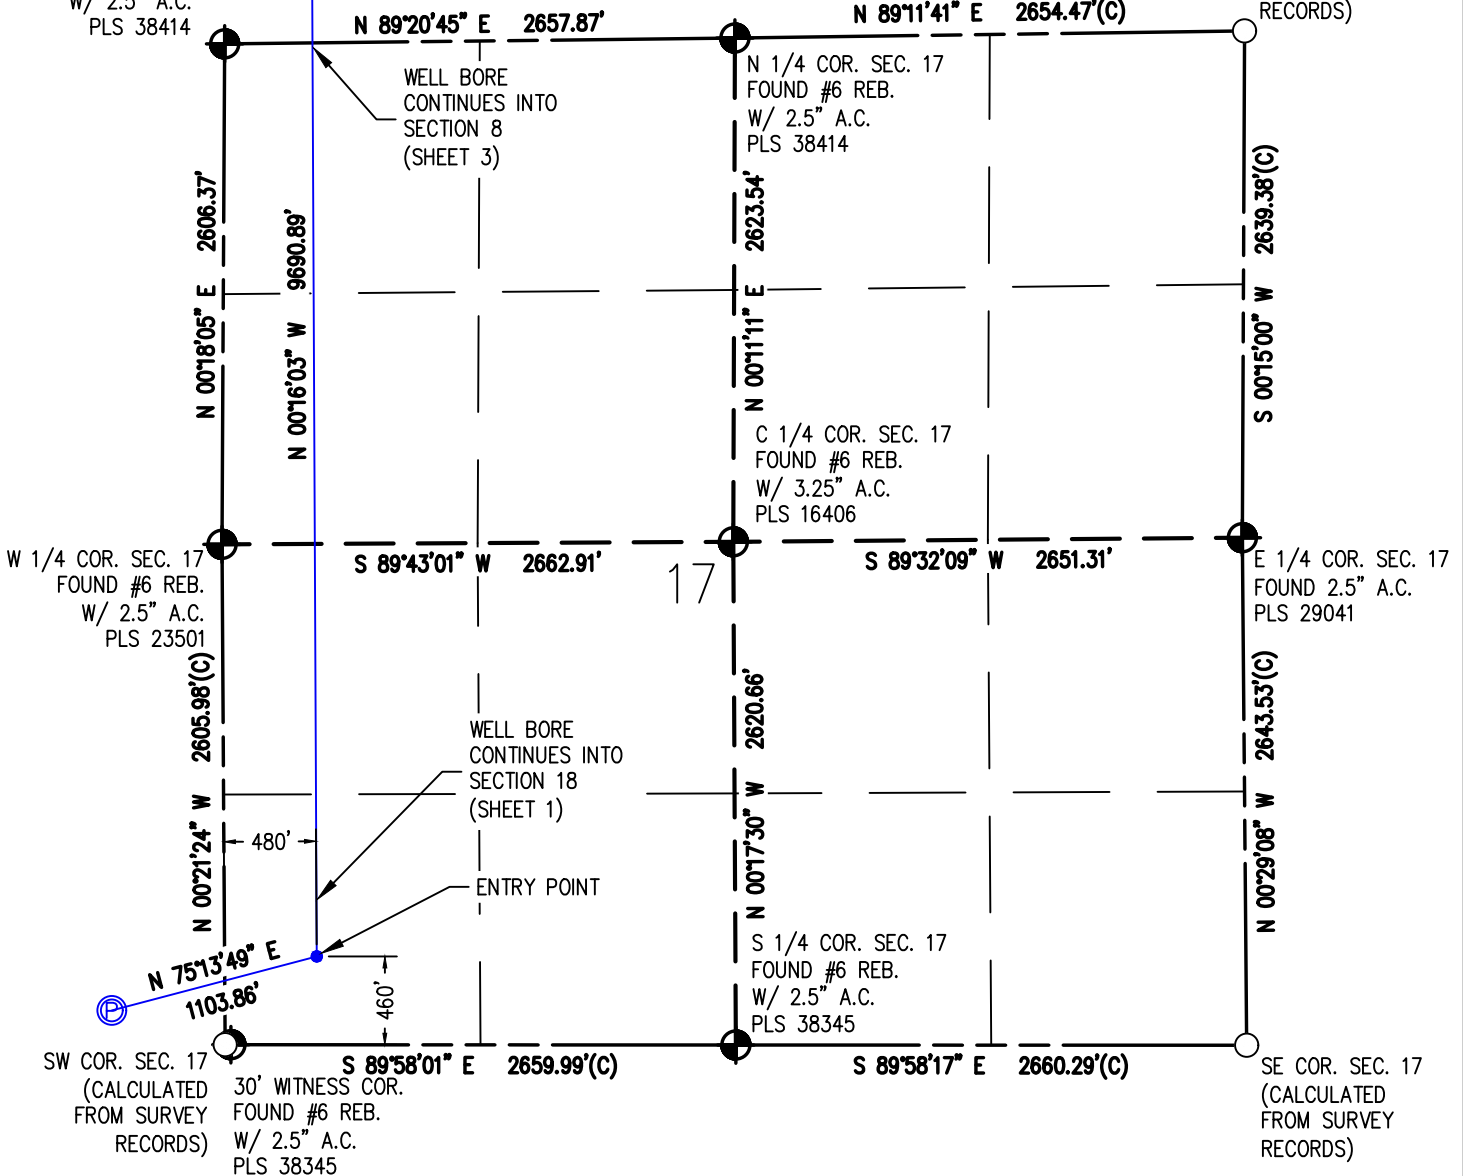 W/ 2.5" A.C.
PLS 38414
N 89°20'45" E 2657.87'
N 89°11'41" E 2654.47'(C)
RECORDS)
WELL BORE
CONTINUES INTO
SECTION 8
(SHEET 3)
N 1/4 COR. SEC. 17
FOUND #6 REB.
W/ 2.5" A.C.
PLS 38414
N 00°18'05" E 2606.37'
N 00°16'03" W 9690.89'
N 00°11'11" E 2623.54'
S 00°15'00" W 2639.38'(C)
C 1/4 COR. SEC. 17
FOUND #6 REB.
W/ 3.25" A.C.
PLS 16406
W 1/4 COR. SEC. 17
FOUND #6 REB.
W/ 2.5" A.C.
PLS 23501
S 89°43'01" W 2662.91'
17
S 89°32'09" W 2651.31'
E 1/4 COR. SEC. 17
FOUND 2.5" A.C.
PLS 29041
N 00°21'24" W 2605.98'(C)
WELL BORE
CONTINUES INTO
SECTION 18
(SHEET 1)
N 00°17'30" W 2620.66'
N 00°29'08" W 2643.53'(C)
480'
ENTRY POINT
N 75°13'49" E
1103.86'
P
460'
S 1/4 COR. SEC. 17
FOUND #6 REB.
W/ 2.5" A.C.
PLS 38345
S 89°58'01" E 2659.99'(C)
S 89°58'17" E 2660.29'(C)
SW COR. SEC. 17
(CALCULATED
FROM SURVEY
RECORDS)
30' WITNESS COR.
FOUND #6 REB.
W/ 2.5" A.C.
PLS 38345
SE COR. SEC. 17
(CALCULATED
FROM SURVEY
RECORDS)